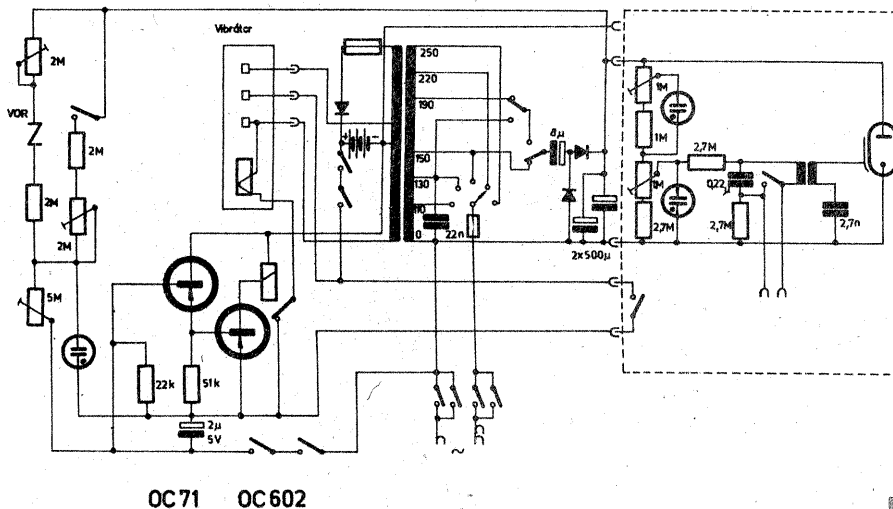 2M
VDR
2M
2M
2M
5M
22k
51k
2µ
5V
Vibrátor
+ -
250
220
190
150
130
110
0
22n
8µ
2x500µ
1M
1M
1M
2,7M
2,7M
0,22
µ
2,7M
2,7n
~
OC71 OC602